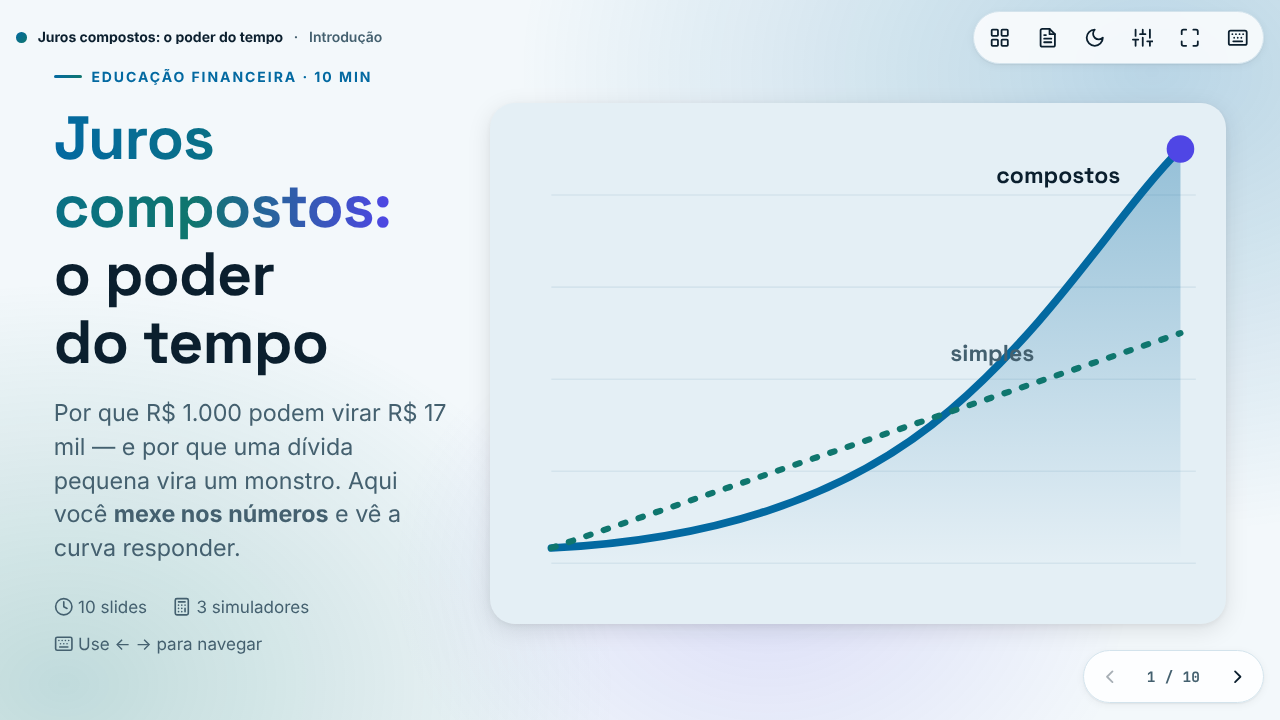 Juros compostos: o poder do tempo · Introdução
EDUCAÇÃO FINANCEIRA · 10 MIN
Juros
compostos:
o poder
do tempo
Por que R$ 1.000 podem virar R$ 17
mil — e por que uma dívida
pequena vira um monstro. Aqui
você mexe nos números e vê a
curva responder.
10 slides 3 simuladores
Use ← → para navegar
compostos
simples
1 / 10